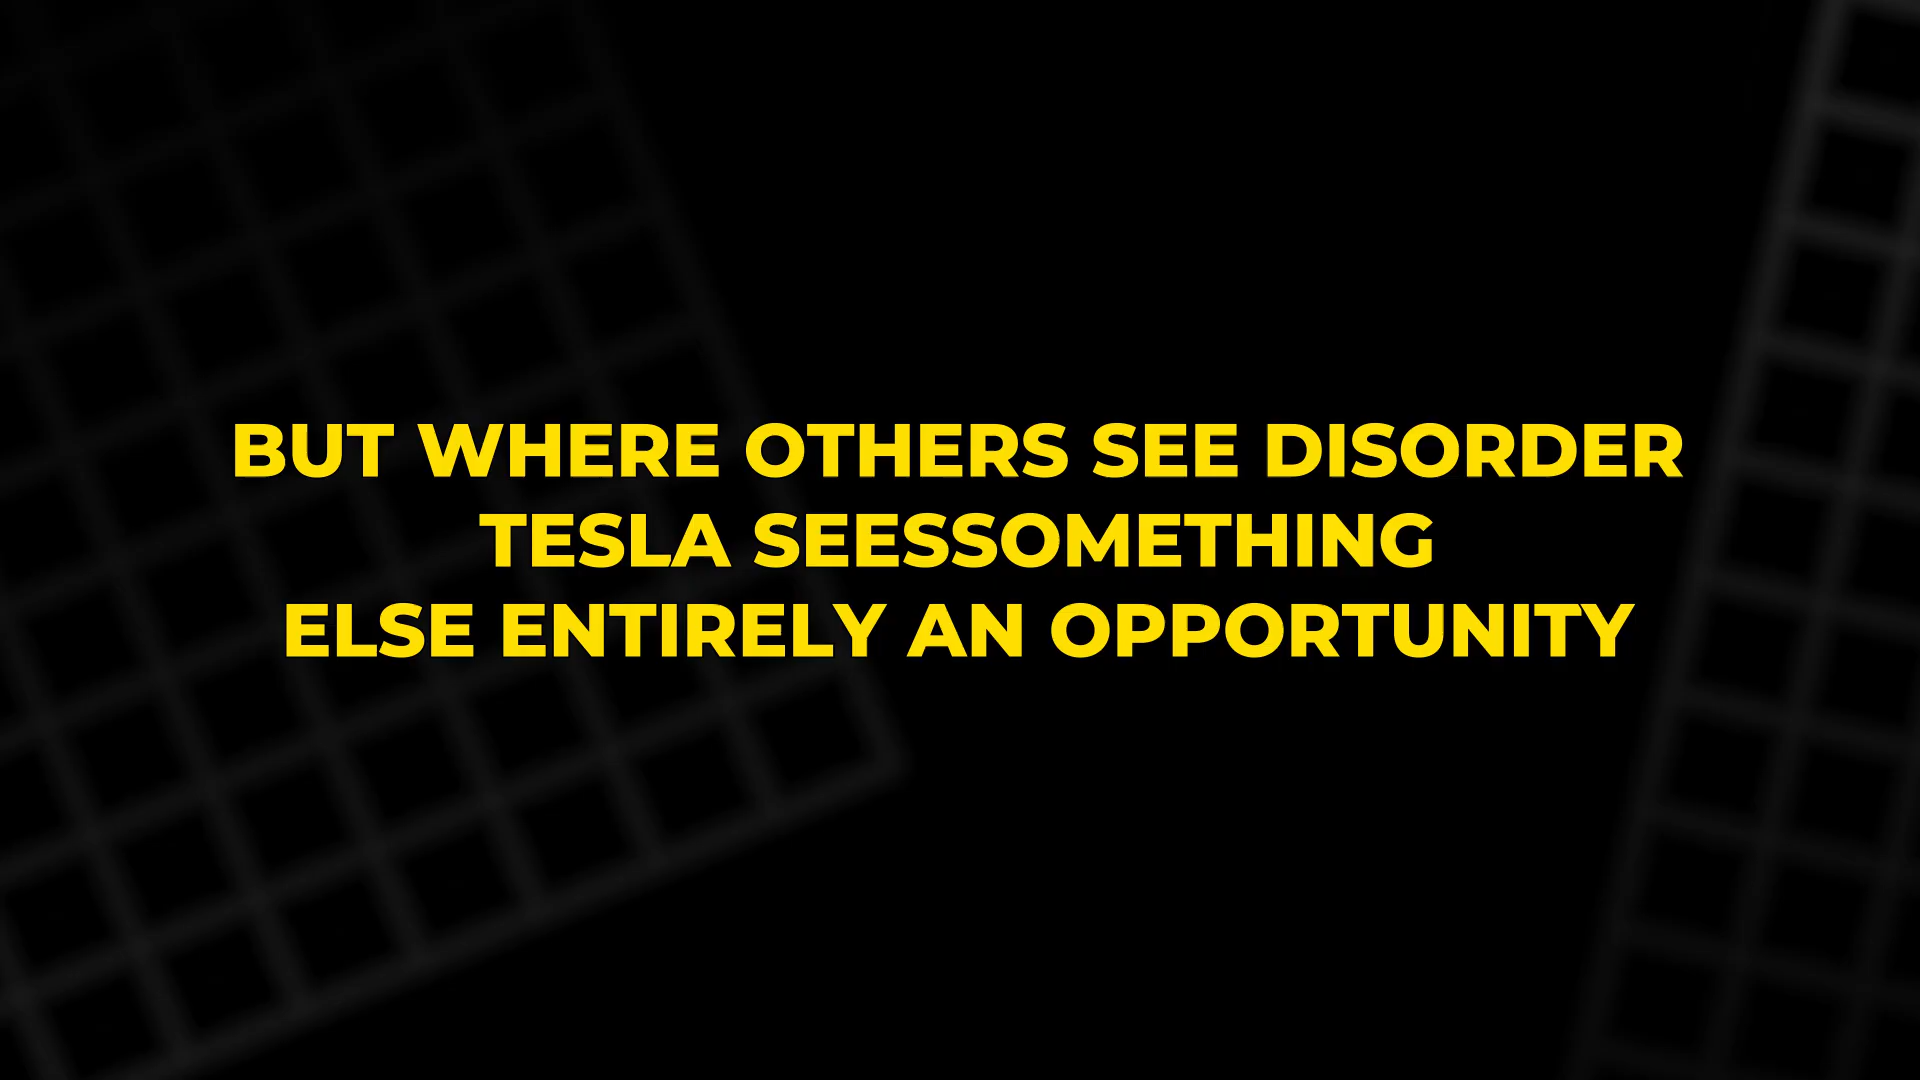 BUT WHERE OTHERS SEE DISORDER
TESLA SEESSOMETHING
ELSE ENTIRELY AN OPPORTUNITY